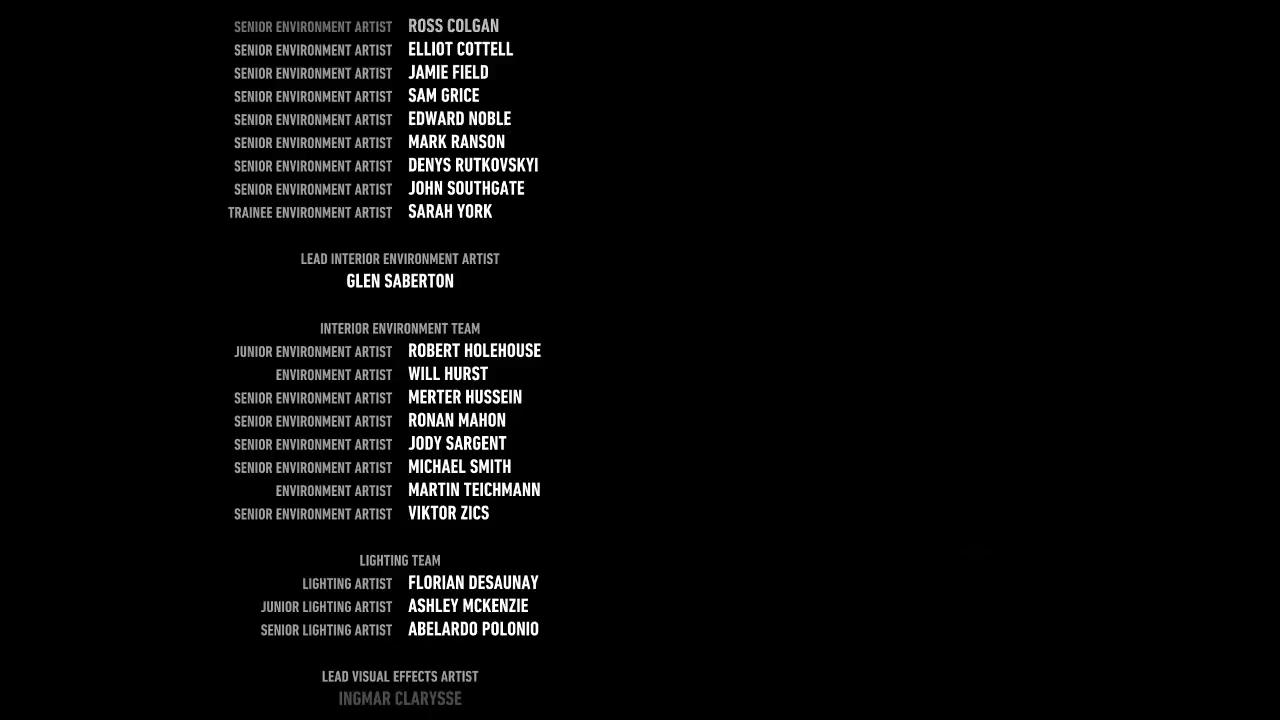 SENIOR ENVIRONMENT ARTIST ROSS COLGAN
SENIOR ENVIRONMENT ARTIST ELLIOT COTTELL
SENIOR ENVIRONMENT ARTIST JAMIE FIELD
SENIOR ENVIRONMENT ARTIST SAM GRICE
SENIOR ENVIRONMENT ARTIST EDWARD NOBLE
SENIOR ENVIRONMENT ARTIST MARK RANSON
SENIOR ENVIRONMENT ARTIST DENYS RUTKOVSKYI
SENIOR ENVIRONMENT ARTIST JOHN SOUTHGATE
TRAINEE ENVIRONMENT ARTIST SARAH YORK
LEAD INTERIOR ENVIRONMENT ARTIST
GLEN SABERTON
INTERIOR ENVIRONMENT TEAM
JUNIOR ENVIRONMENT ARTIST ROBERT HOLEHOUSE
ENVIRONMENT ARTIST WILL HURST
SENIOR ENVIRONMENT ARTIST MERTER HUSSEIN
SENIOR ENVIRONMENT ARTIST RONAN MAHON
SENIOR ENVIRONMENT ARTIST JODY SARGENT
SENIOR ENVIRONMENT ARTIST MICHAEL SMITH
ENVIRONMENT ARTIST MARTIN TEICHMANN
SENIOR ENVIRONMENT ARTIST VIKTOR ZICS
LIGHTING TEAM
LIGHTING ARTIST FLORIAN DESAUNAY
JUNIOR LIGHTING ARTIST ASHLEY MCKENZIE
SENIOR LIGHTING ARTIST ABELARDO POLONIO
LEAD VISUAL EFFECTS ARTIST
INGMAR CLARYSSE